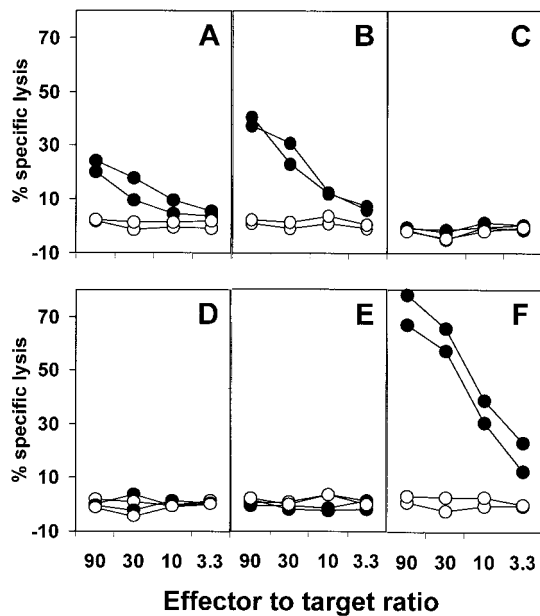 A B C
% specific lysis
70
50
30
10
-10
D E F
% specific lysis
70
50
30
10
-10
90 30 10 3.3 90 30 10 3.3 90 30 10 3.3
Effector to target ratio